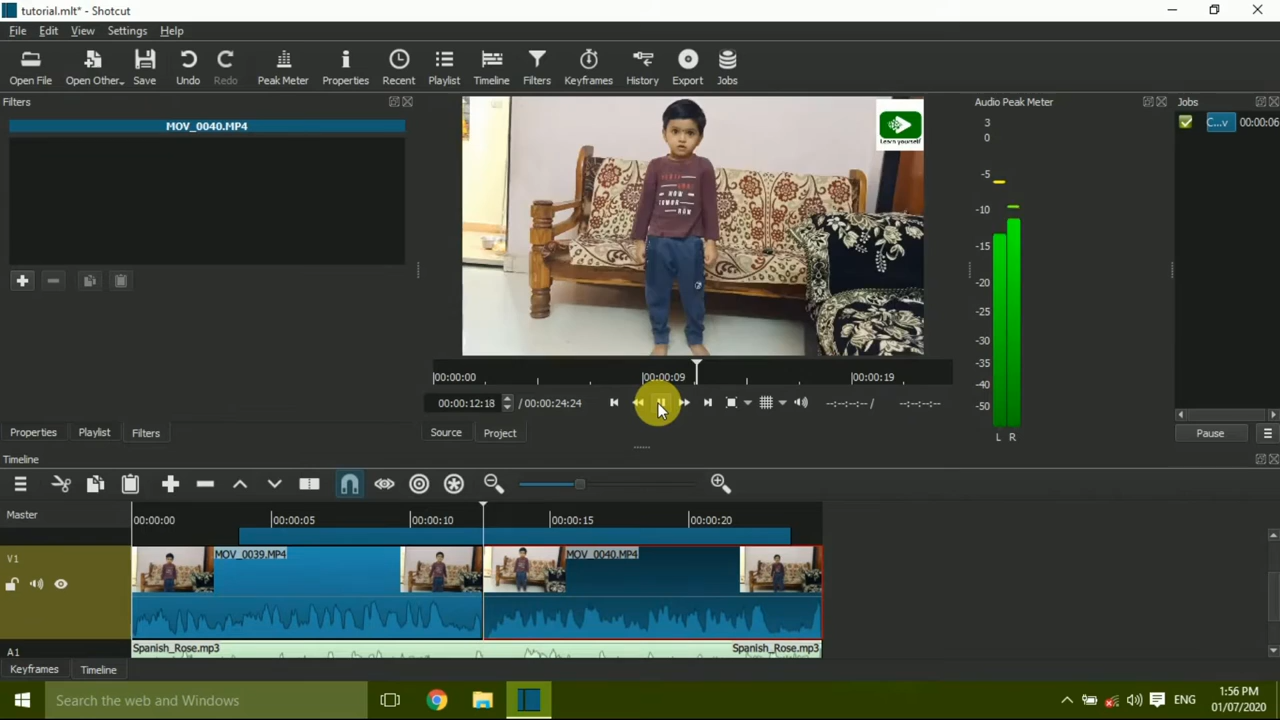 tutorial.mlt* - Shotcut
File Edit View Settings Help
Open File Open Other... Save Undo Redo Peak Meter Properties Recent Playlist Timeline Filters Keyframes History Export Jobs
Filters
MOV_0040.MP4
Properties Playlist Filters
Learn yourself
00:00:00 00:00:09 00:00:19
00:00:12:18 / 00:00:24:24 --:--:--:-- / --:--:--:--
Source Project
Audio Peak Meter
3
0
-5
-10
-15
-20
-25
-30
-35
-40
-50
L R
Jobs
C...v 00:00:06
Pause
Timeline
Master 00:00:00 00:00:05 00:00:10 00:00:15 00:00:20
V1 MOV_0039.MP4 MOV_0040.MP4
A1 Spanish_Rose.mp3 Spanish_Rose.mp3
Keyframes Timeline
Search the web and Windows
ENG
1:56 PM
01/07/2020